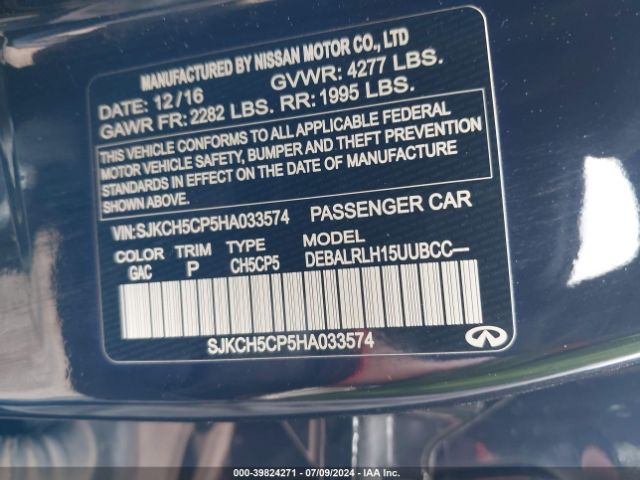 MANUFACTURED BY NISSAN MOTOR CO., LTD
DATE: 12/16 GVWR: 4277 LBS.
GAWR FR: 2282 LBS. RR: 1995 LBS.
THIS VEHICLE CONFORMS TO ALL APPLICABLE FEDERAL
MOTOR VEHICLE SAFETY, BUMPER AND THEFT PREVENTION
STANDARDS IN EFFECT ON THE DATE OF MANUFACTURE
SHOWN ABOVE.
VIN:SJKCH5CP5HA033574 PASSENGER CAR
COLOR TRIM TYPE MODEL
GAC P CH5CP5 DEBALRLH15UUBCC—
SJKCH5CP5HA033574
000-39824271 - 07/09/2024 - IAA Inc.